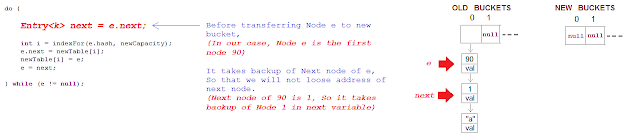 do {
Entry<k> next = e.next;
int i = indexFor(e.hash, newCapacity);
e.next = newTable[i];
newTable[i] = e;
e = next;
} while (e != null);
Before transferring Node e to new
bucket,
(In our case, Node e is the first
node 90)
It takes backup of Next node of e,
So that we will not loose address of
next node.
(Next node of 90 is 1, So it takes
backup of Node 1 in next variable)
OLD BUCKETS
0 1
null
e
90
val
next
1
val
"a"
val
NEW BUCKETS
0 1
null null